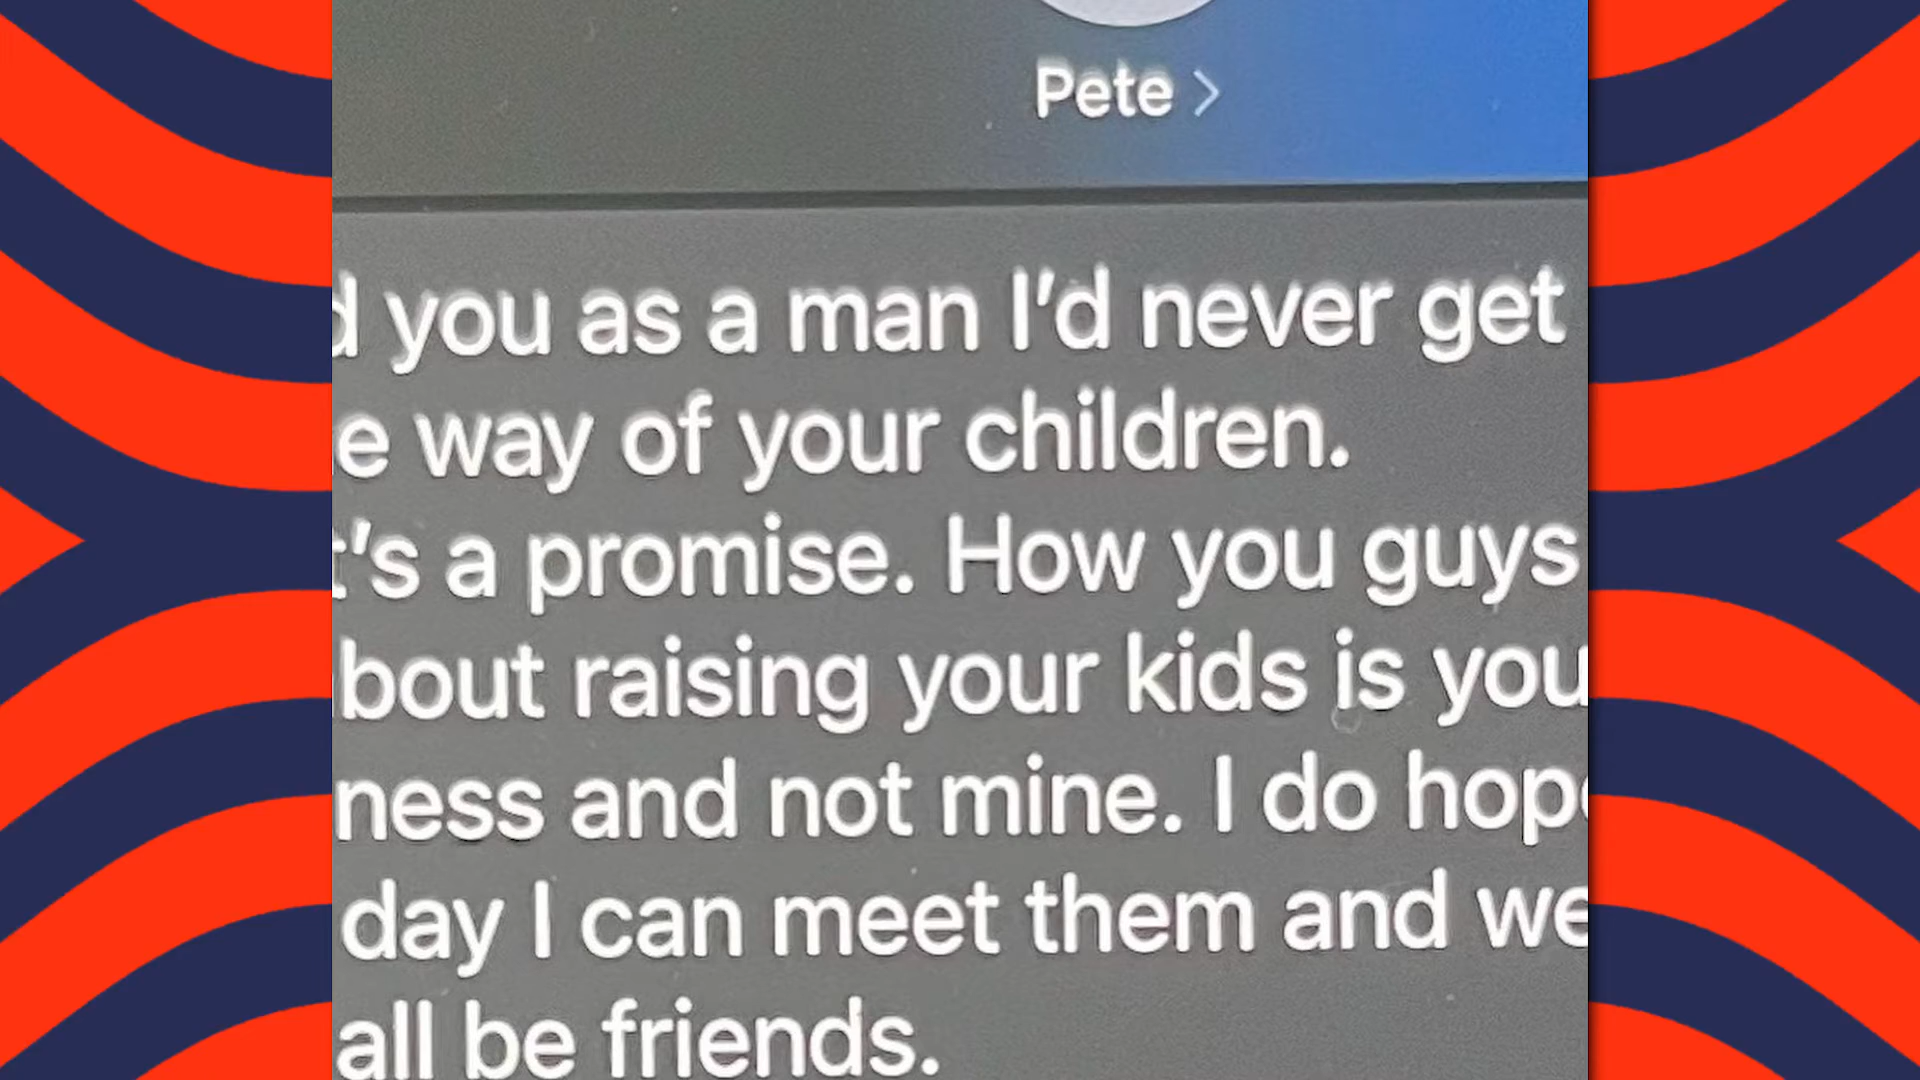 Pete >
d you as a man I'd never get
e way of your children.
t's a promise. How you guys
bout raising your kids is you
ness and not mine. I do hope
day I can meet them and we
all be friends.